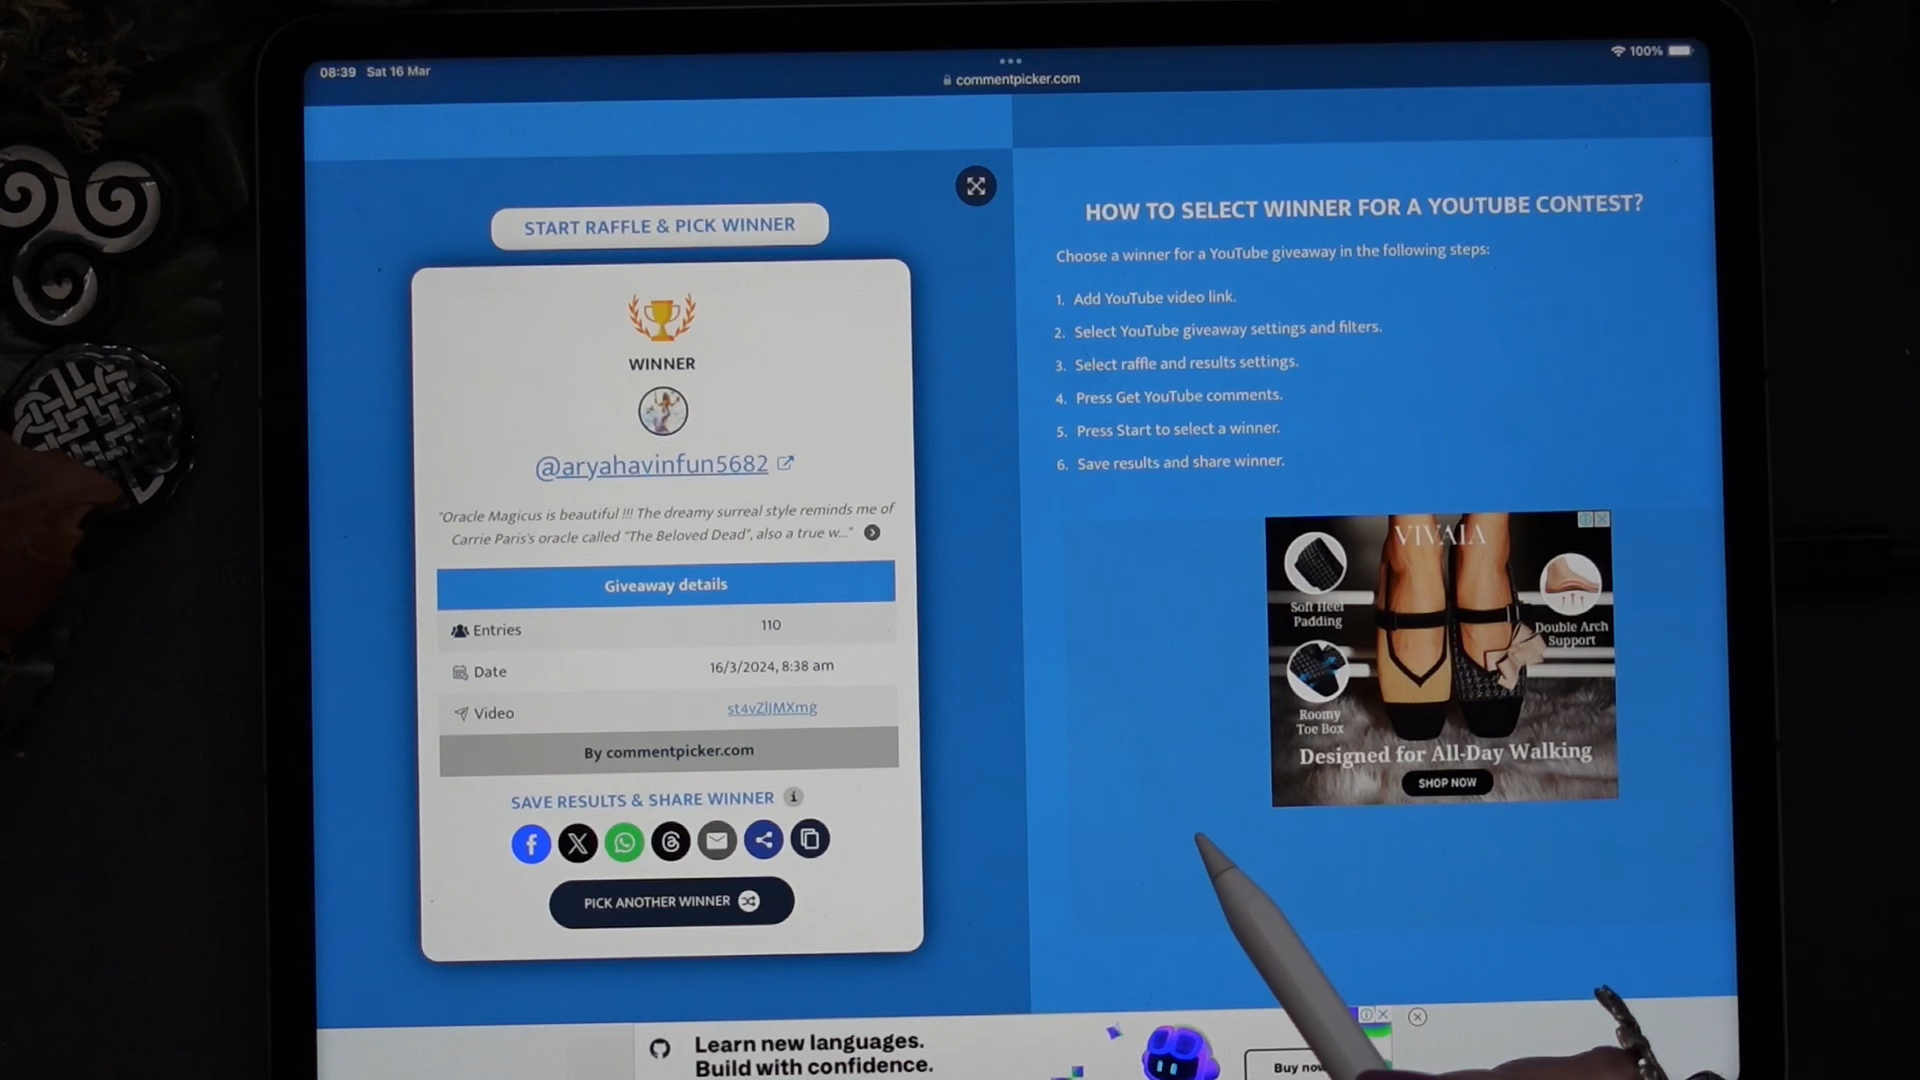 08:39 Sat 16 Mar
commentpicker.com
100%
START RAFFLE & PICK WINNER
WINNER
@aryahavinfun5682
"Oracle Magicus is beautiful !!! The dreamy surreal style reminds me of
Carrie Paris's oracle called "The Beloved Dead", also a true w..."
Giveaway details
Entries 110
Date 16/3/2024, 8:38 am
Video st4vZlJMXmg
By commentpicker.com
SAVE RESULTS & SHARE WINNER
PICK ANOTHER WINNER
HOW TO SELECT WINNER FOR A YOUTUBE CONTEST?
Choose a winner for a YouTube giveaway in the following steps:
1. Add YouTube video link.
2. Select YouTube giveaway settings and filters.
3. Select raffle and results settings.
4. Press Get YouTube comments.
5. Press Start to select a winner.
6. Save results and share winner.
VIVAIA
Soft Heel
Padding
Double Arch
Support
Roomy
Toe Box
Designed for All-Day Walking
SHOP NOW
Learn new languages.
Build with confidence.
Buy now